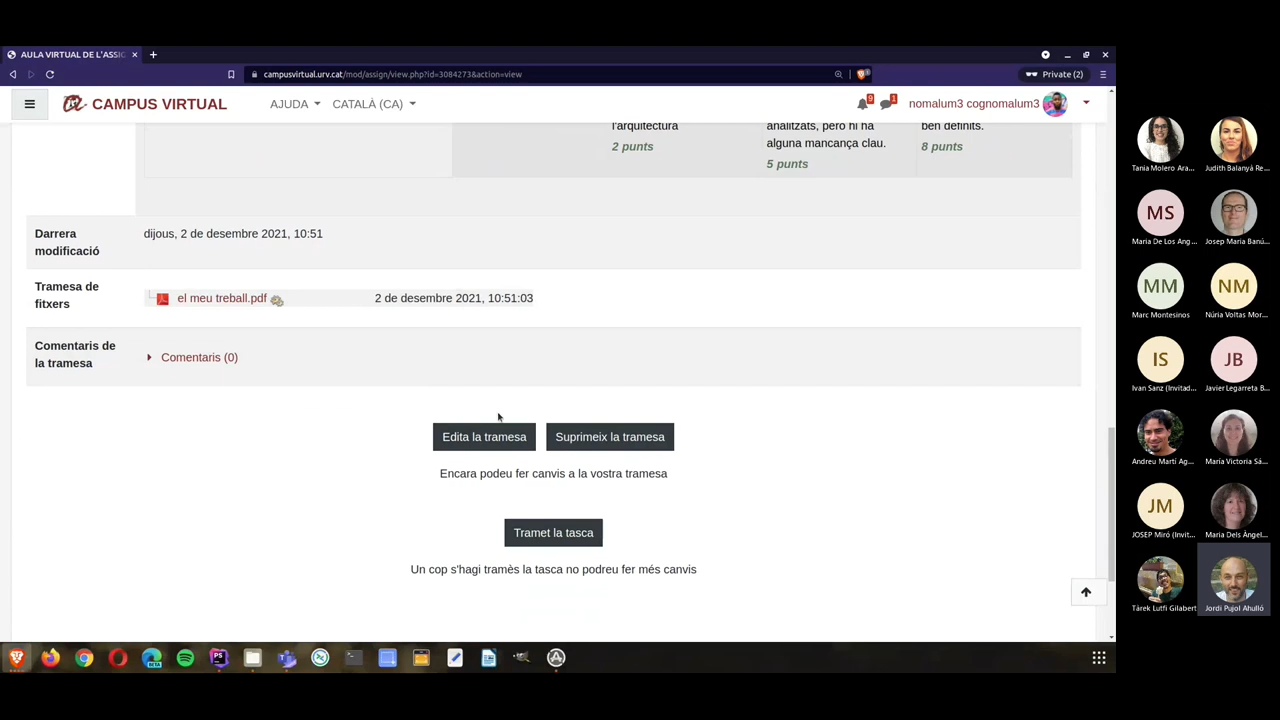 AULA VIRTUAL DE L'ASSIG
campusvirtual.urv.cat/mod/assign/view.php?id=3084273&action=view
Private (2)
CAMPUS VIRTUAL
AJUDA
CATALÀ (CA)
9
1
nomalum3 cognomalum3
l'arquitectura
2 punts
analitzats, però hi ha
alguna mancança clau.
5 punts
ben definits.
8 punts
Darrera
modificació
dijous, 2 de desembre 2021, 10:51
Tramesa de
fitxers
el meu treball.pdf
2 de desembre 2021, 10:51:03
Comentaris de
la tramesa
Comentaris (0)
Edita la tramesa
Suprimeix la tramesa
Encara podeu fer canvis a la vostra tramesa
Tramet la tasca
Un cop s'hagi tramès la tasca no podreu fer més canvis
Tania Molero Ara...
Judith Balanyà Re...
MS
Maria De Los Ang...
Josep Maria Banú...
MM
Marc Montesinos
NM
Núria Voltas Mor...
IS
Ivan Sanz (Invitad...
JB
Javier Legarreta B...
Andreu Martí Ag...
María Victoria Sá...
JM
JOSEP Miró (Invit...
Maria Dels Àngel...
Tárek Lutfi Gilabert
Jordi Pujol Ahulló